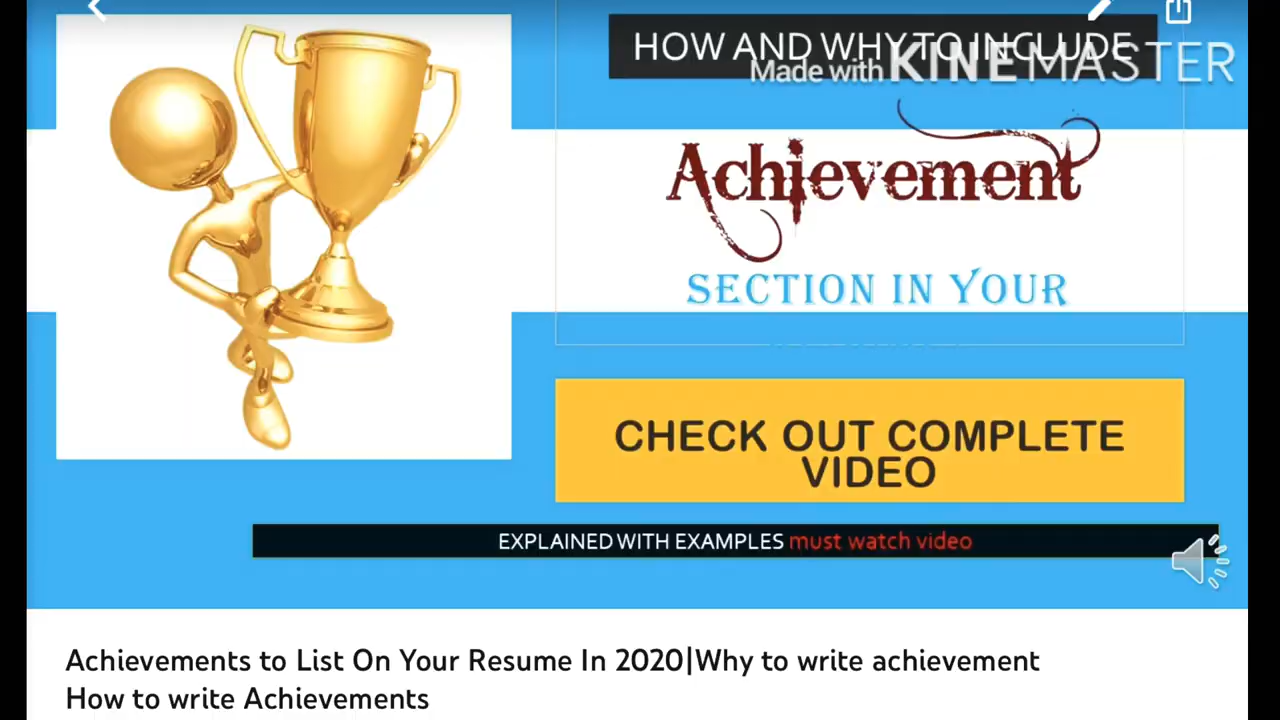 HOW AND WHY TO INCLUDE
Made with KINEMASTER
Achievement
SECTION IN YOUR
CHECK OUT COMPLETE
VIDEO
EXPLAINED WITH EXAMPLES must watch video
Achievements to List On Your Resume In 2020|Why to write achievement
How to write Achievements